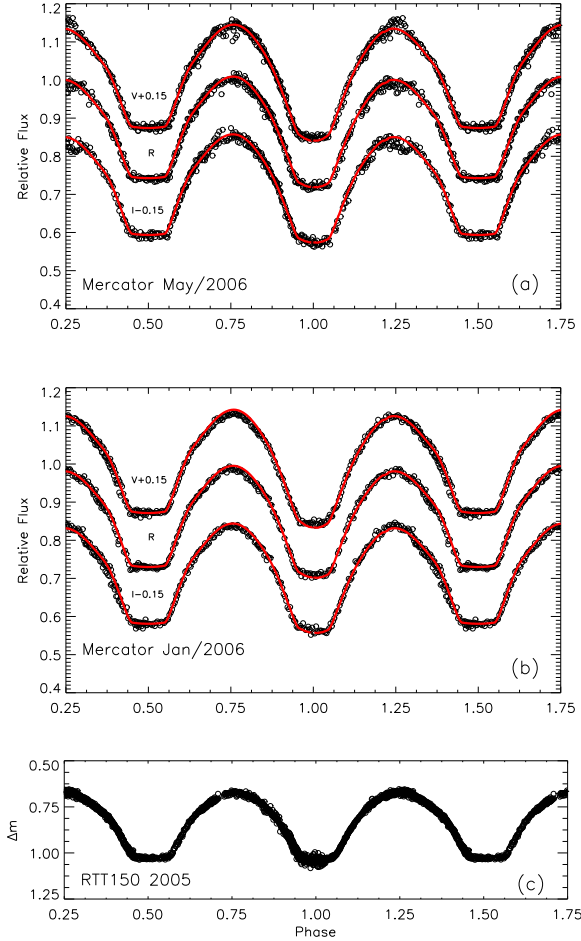 1.2
1.1
1.0
0.9
0.8
0.7
0.6
0.5
0.4
Relative Flux
V+0.15
R
I−0.15
Mercator May/2006
(a)
0.25 0.50 0.75 1.00 1.25 1.50 1.75
1.2
1.1
1.0
0.9
0.8
0.7
0.6
0.5
0.4
Relative Flux
V+0.15
R
I−0.15
Mercator Jan/2006
(b)
0.25 0.50 0.75 1.00 1.25 1.50 1.75
0.50
0.75
1.00
1.25
Δm
RTT150 2005
(c)
0.25 0.50 0.75 1.00 1.25 1.50 1.75
Phase